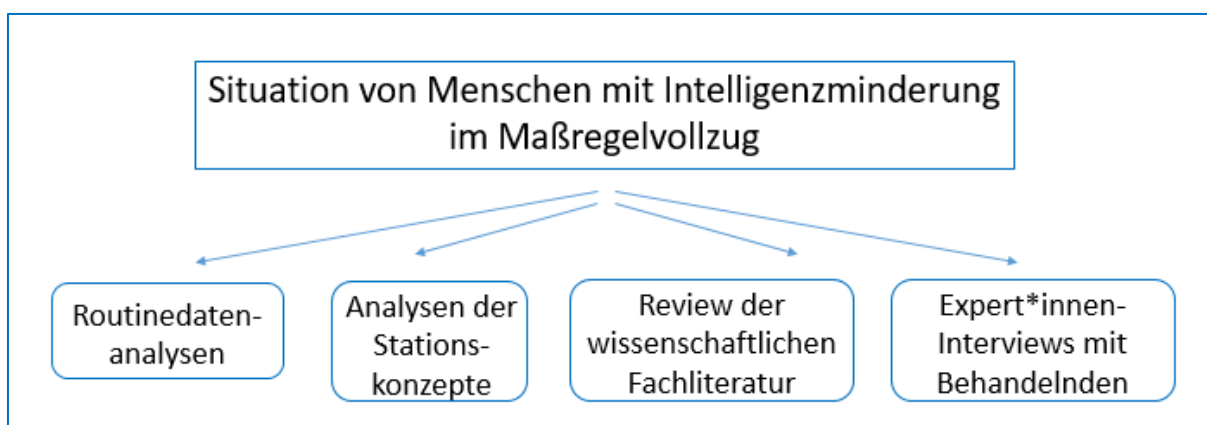 Situation von Menschen mit Intelligenzminderung
im Maßregelvollzug
Routinedaten-
analysen
Analysen der
Stations-
konzepte
Review der
wissenschaftlichen
Fachliteratur
Expert*innen-
Interviews mit
Behandelnden